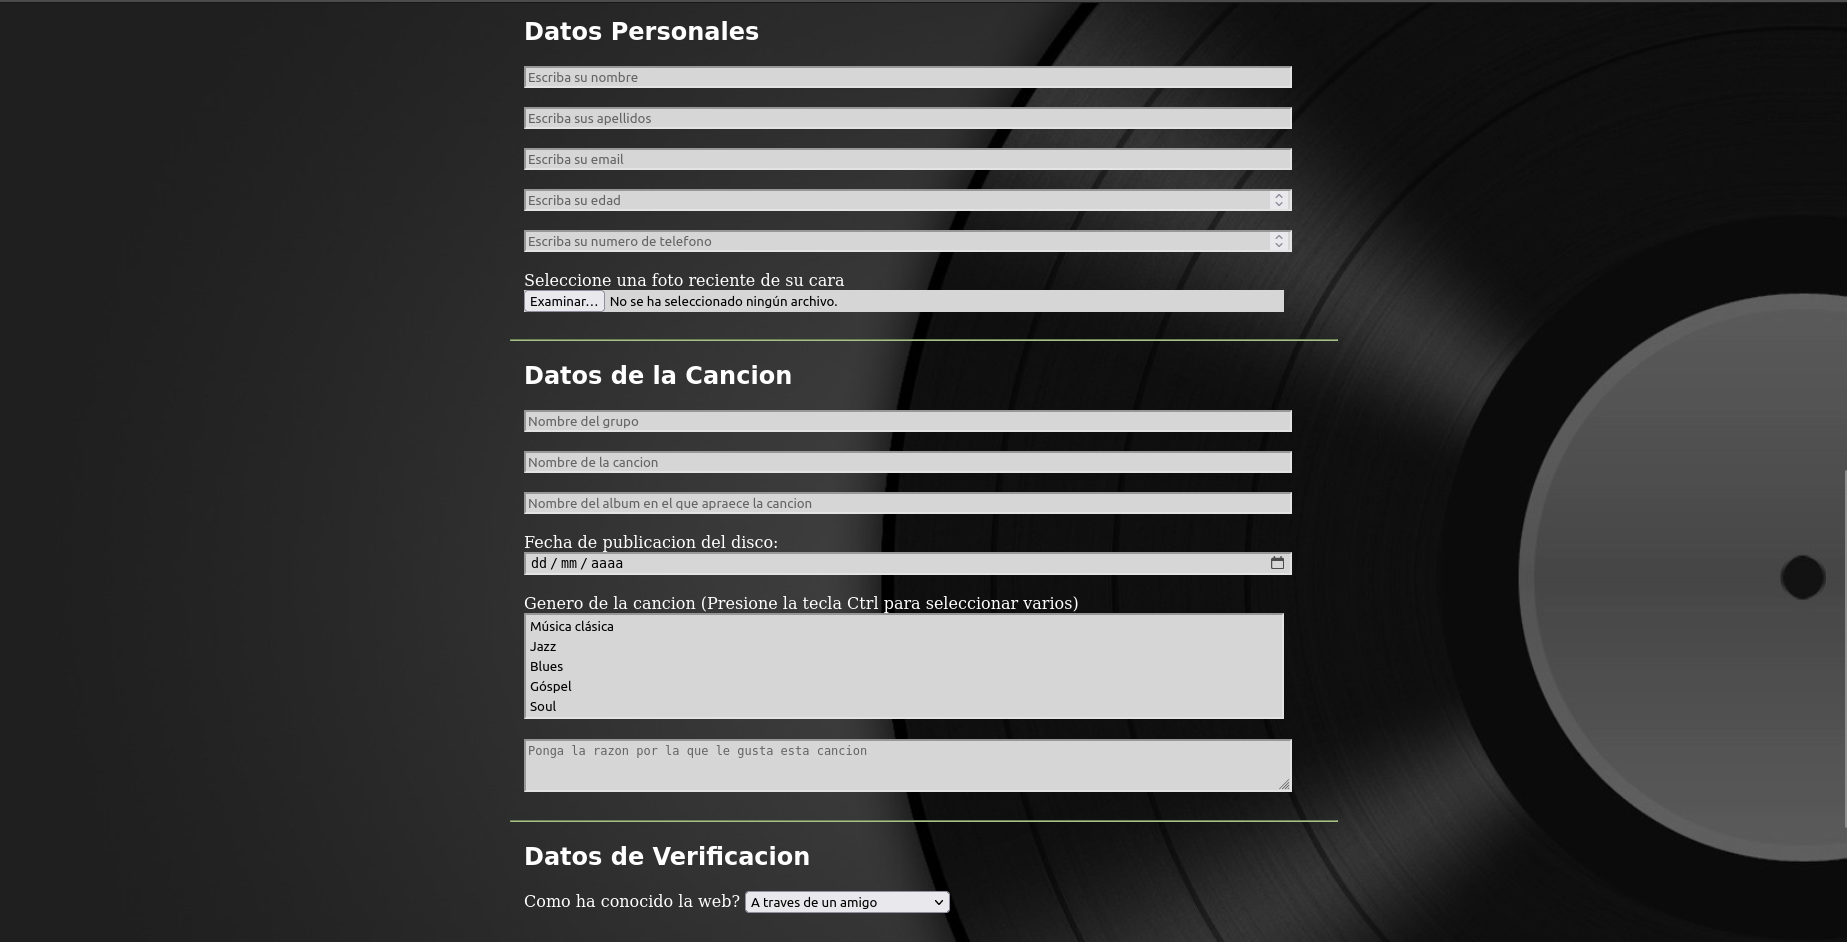 Datos Personales
Escriba su nombre
Escriba sus apellidos
Escriba su email
Escriba su edad
Escriba su numero de telefono
Seleccione una foto reciente de su cara
Examinar... No se ha seleccionado ningún archivo.
Datos de la Cancion
Nombre del grupo
Nombre de la cancion
Nombre del album en el que apraece la cancion
Fecha de publicacion del disco:
dd / mm / aaaa
Genero de la cancion (Presione la tecla Ctrl para seleccionar varios)
Música clásica
Jazz
Blues
Góspel
Soul
Ponga la razon por la que le gusta esta cancion
Datos de Verificacion
Como ha conocido la web? A traves de un amigo